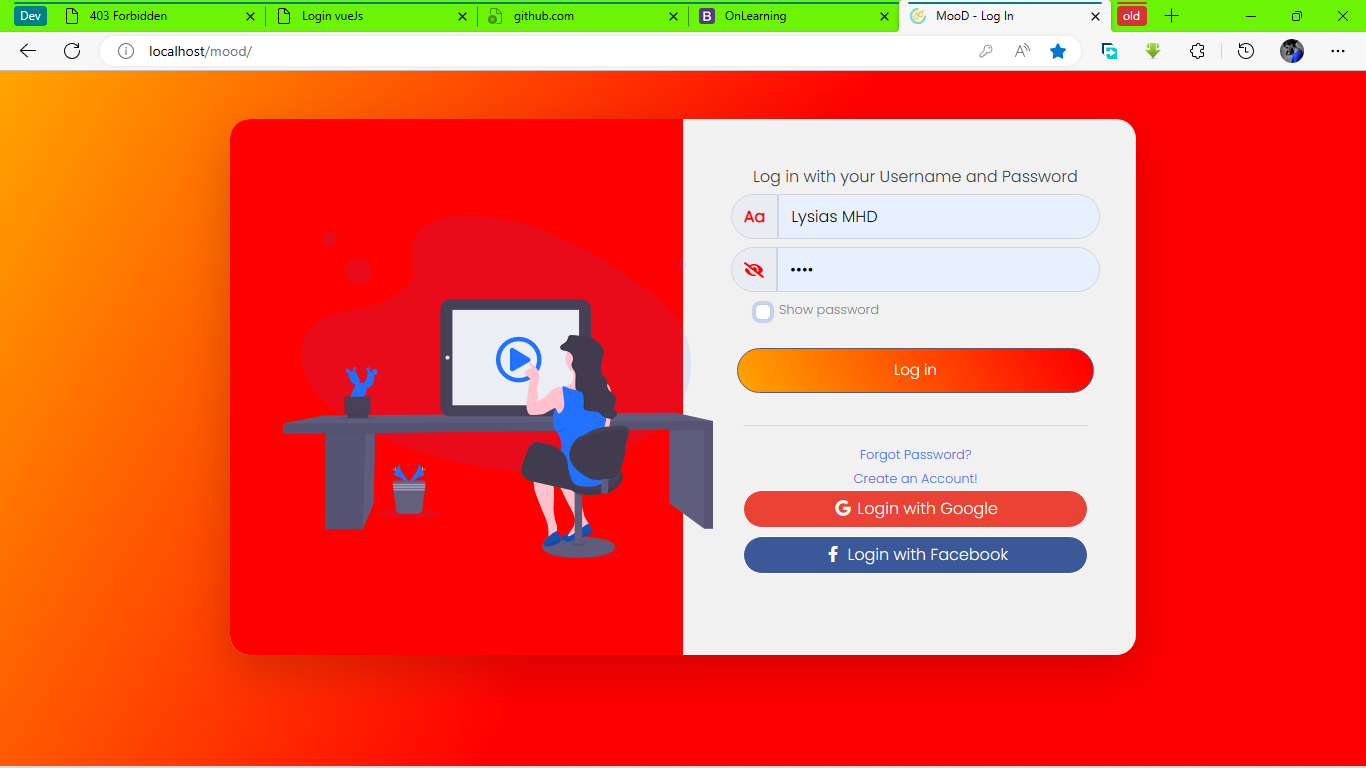 Dev
403 Forbidden
Login vueJs
github.com
OnLearning
MooD - Log In
old
localhost/mood/
Log in with your Username and Password
Aa
Lysias MHD
••••
Show password
Log in
Forgot Password?
Create an Account!
G Login with Google
f Login with Facebook